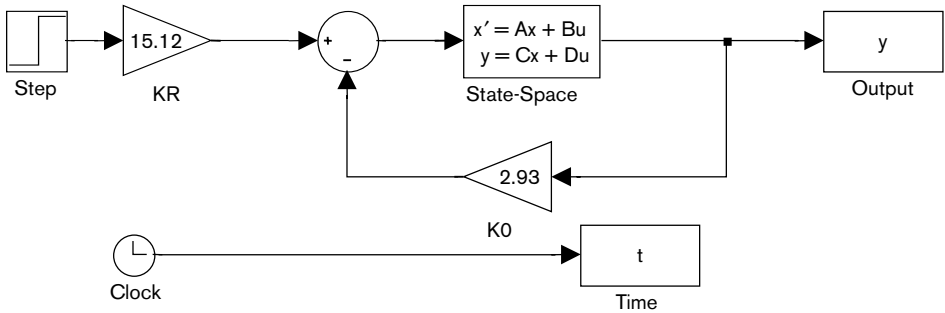 15.12
+
−
x′ = Ax + Bu
y = Cx + Du
y
Step
KR
State-Space
Output
2.93
K0
t
Clock
Time